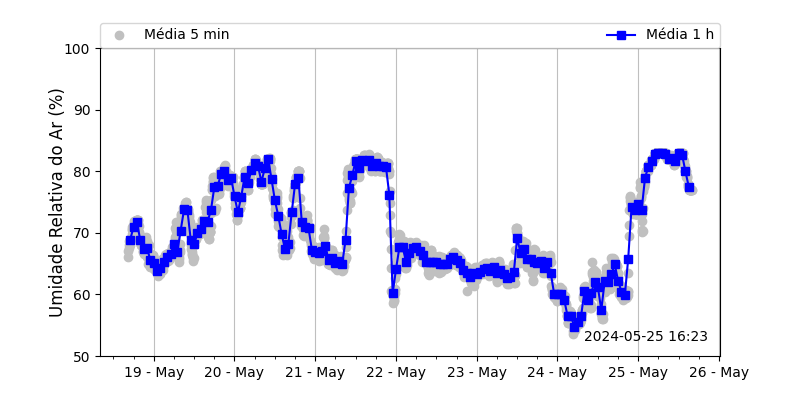 Média 5 min
Média 1 h
Umidade Relativa do Ar (%)
100
90
80
70
60
50
2024-05-25 16:23
19 - May
20 - May
21 - May
22 - May
23 - May
24 - May
25 - May
26 - May